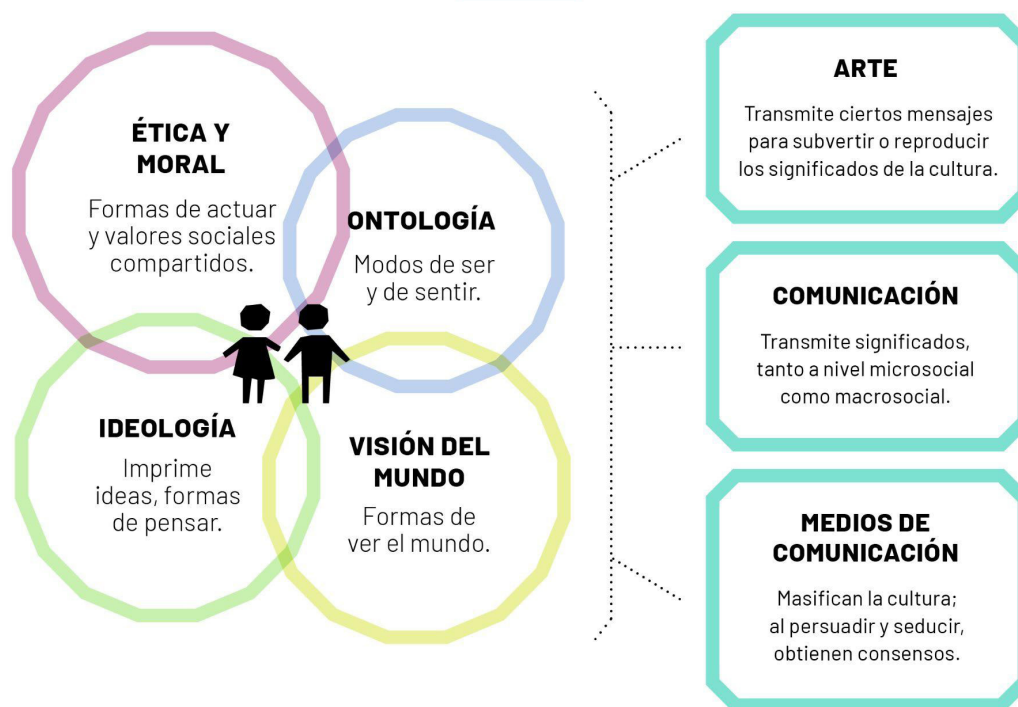 ÉTICA Y
MORAL
Formas de actuar
y valores sociales
compartidos.
ONTOLOGÍA
Modos de ser
y de sentir.
IDEOLOGÍA
Imprime
ideas, formas
de pensar.
VISIÓN DEL
MUNDO
Formas de
ver el mundo.
ARTE
Transmite ciertos mensajes
para subvertir o reproducir
los significados de la cultura.
COMUNICACIÓN
Transmite significados,
tanto a nivel microsocial
como macrosocial.
MEDIOS DE
COMUNICACIÓN
Masifican la cultura;
al persuadir y seducir,
obtienen consensos.